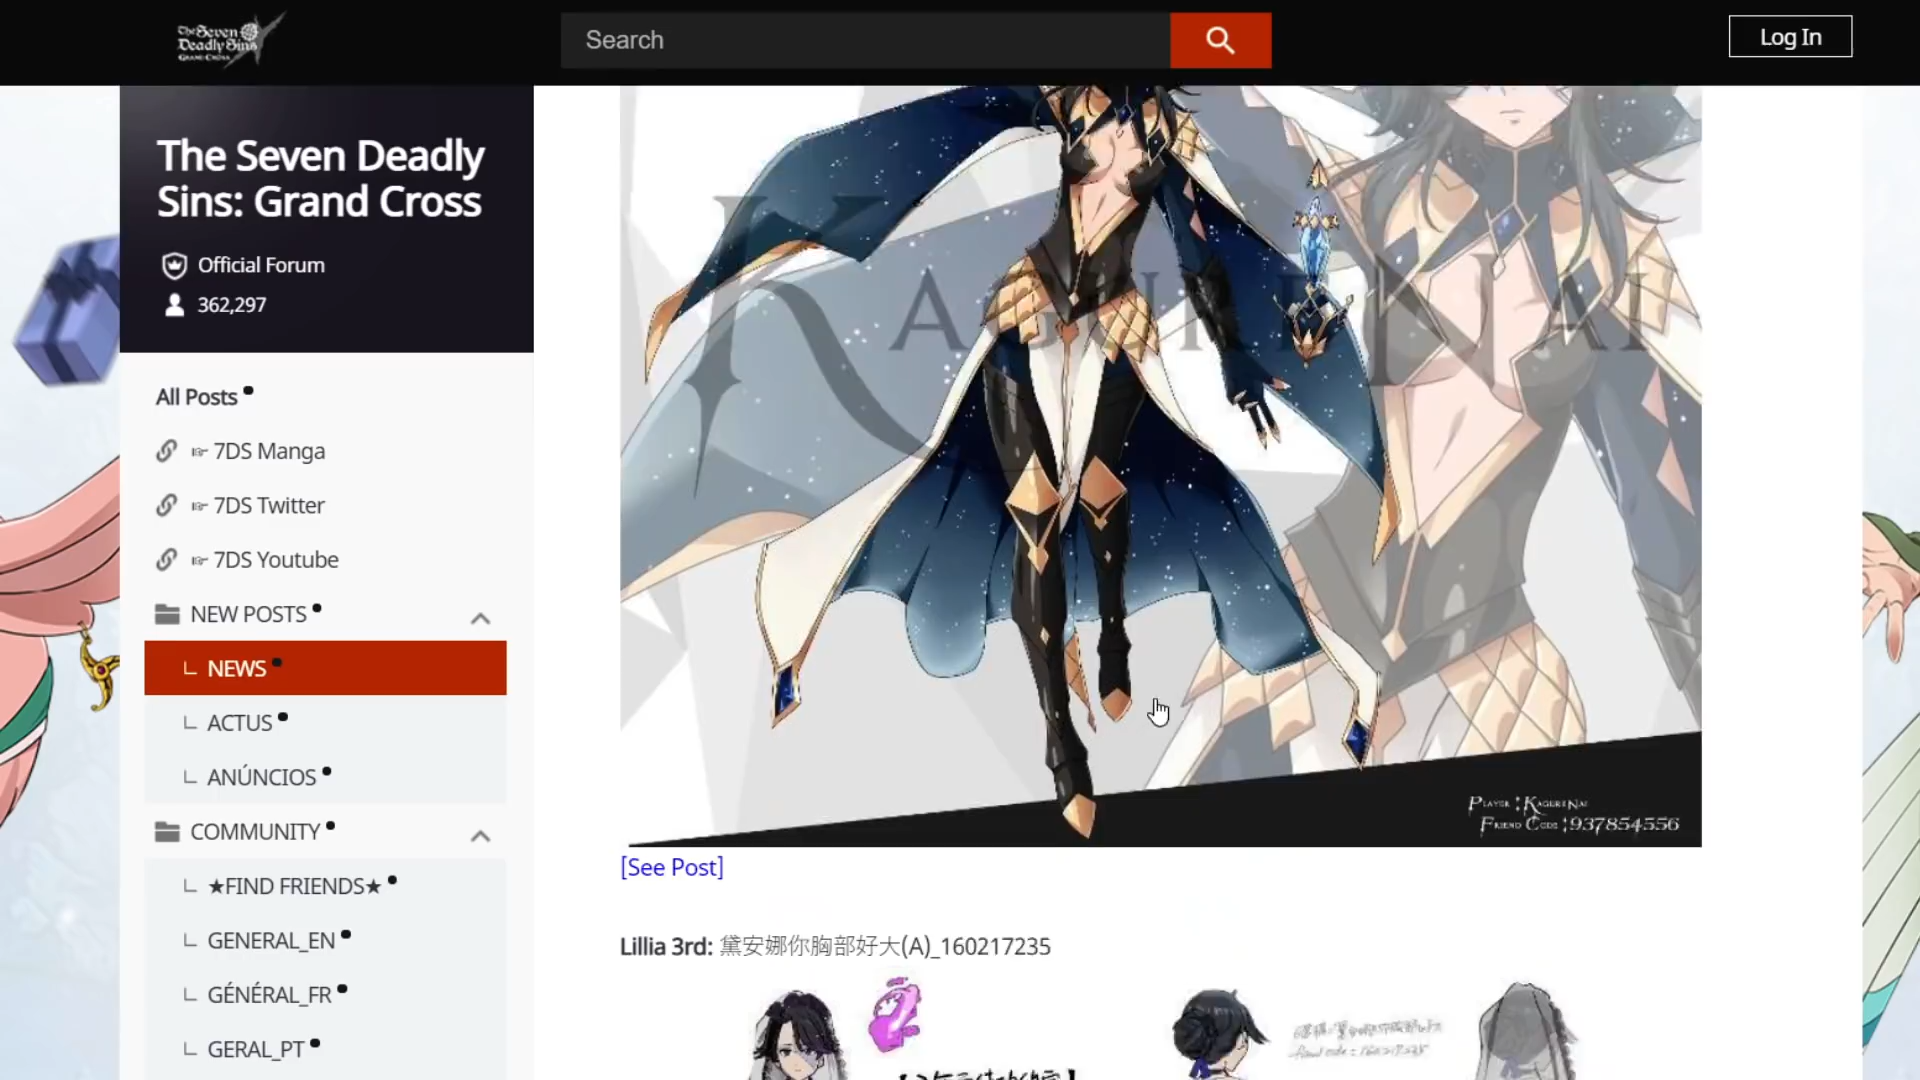 The Seven
Deadly Sins
GRAND CROSS
Search
Log In
The Seven Deadly
Sins: Grand Cross
Official Forum
362,297
All Posts
☞ 7DS Manga
☞ 7DS Twitter
☞ 7DS Youtube
NEW POSTS
NEWS
ACTUS
ANÚNCIOS
COMMUNITY
★FIND FRIENDS★
GENERAL_EN
GÉNÉRAL_FR
GERAL_PT
KAGURENAI
PLAYER : KAGURENAI
FRIEND CODE : 937854556
[See Post]
Lillia 3rd: 黛安娜你胸部好大(A)_160217235